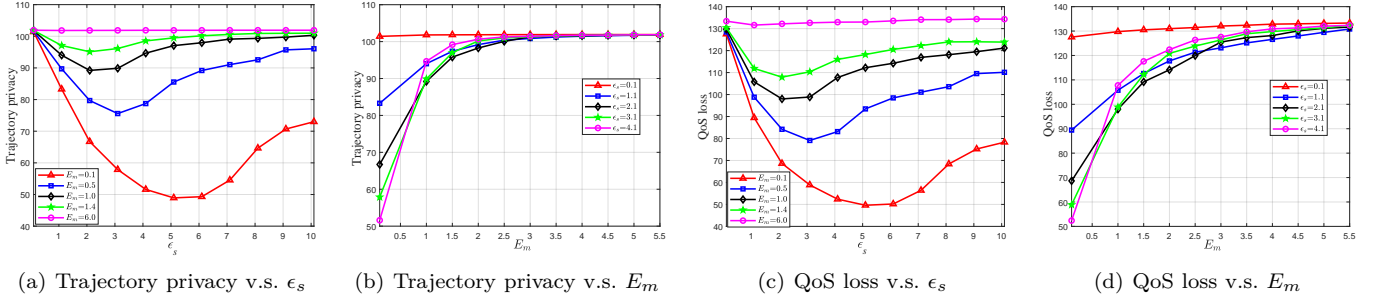 110
100
90
80
70
60
50
40
Trajectory privacy
1 2 3 4 5 6 7 8 9 10
ϵ_s
E_m=0.1
E_m=0.5
E_m=1.0
E_m=1.4
E_m=6.0
(a) Trajectory privacy v.s. ϵ_s
110
100
90
80
70
60
50
Trajectory privacy
0.5 1 1.5 2 2.5 3 3.5 4 4.5 5 5.5
E_m
ϵ_s=0.1
ϵ_s=1.1
ϵ_s=2.1
ϵ_s=3.1
ϵ_s=4.1
(b) Trajectory privacy v.s. E_m
140
130
120
110
100
90
80
70
60
50
40
QoS loss
1 2 3 4 5 6 7 8 9 10
ϵ_s
E_m=0.1
E_m=0.5
E_m=1.0
E_m=1.4
E_m=6.0
(c) QoS loss v.s. ϵ_s
140
130
120
110
100
90
80
70
60
50
QoS loss
0.5 1 1.5 2 2.5 3 3.5 4 4.5 5 5.5
E_m
ϵ_s=0.1
ϵ_s=1.1
ϵ_s=2.1
ϵ_s=3.1
ϵ_s=4.1
(d) QoS loss v.s. E_m